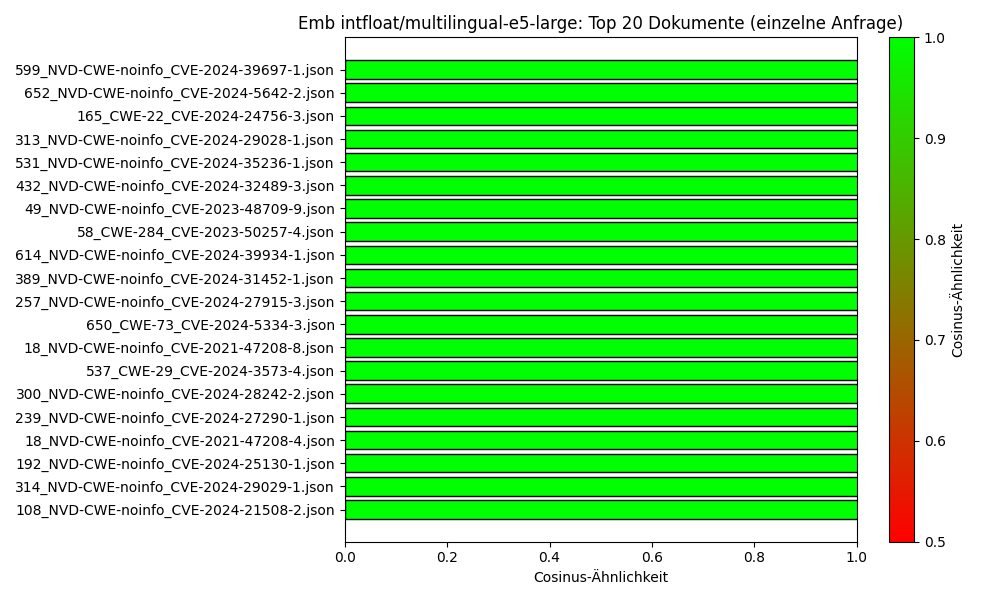 Emb intfloat/multilingual-e5-large: Top 20 Dokumente (einzelne Anfrage)
599_NVD-CWE-noinfo_CVE-2024-39697-1.json
652_NVD-CWE-noinfo_CVE-2024-5642-2.json
165_CWE-22_CVE-2024-24756-3.json
313_NVD-CWE-noinfo_CVE-2024-29028-1.json
531_NVD-CWE-noinfo_CVE-2024-35236-1.json
432_NVD-CWE-noinfo_CVE-2024-32489-3.json
49_NVD-CWE-noinfo_CVE-2023-48709-9.json
58_CWE-284_CVE-2023-50257-4.json
614_NVD-CWE-noinfo_CVE-2024-39934-1.json
389_NVD-CWE-noinfo_CVE-2024-31452-1.json
257_NVD-CWE-noinfo_CVE-2024-27915-3.json
650_CWE-73_CVE-2024-5334-3.json
18_NVD-CWE-noinfo_CVE-2021-47208-8.json
537_CWE-29_CVE-2024-3573-4.json
300_NVD-CWE-noinfo_CVE-2024-28242-2.json
239_NVD-CWE-noinfo_CVE-2024-27290-1.json
18_NVD-CWE-noinfo_CVE-2021-47208-4.json
192_NVD-CWE-noinfo_CVE-2024-25130-1.json
314_NVD-CWE-noinfo_CVE-2024-29029-1.json
108_NVD-CWE-noinfo_CVE-2024-21508-2.json
0.0 0.2 0.4 0.6 0.8 1.0
Cosinus-Ähnlichkeit
1.0
0.9
0.8
0.7
0.6
0.5
Cosinus-Ähnlichkeit